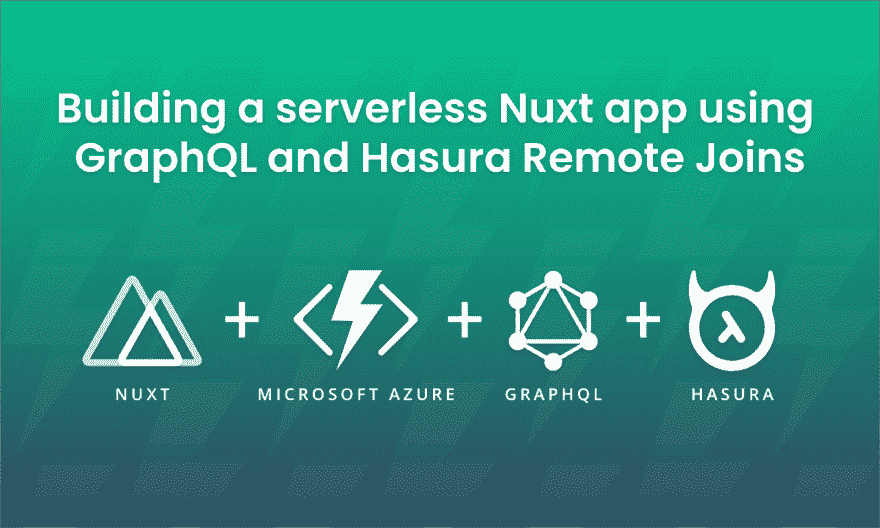 Building a serverless Nuxt app using
GraphQL and Hasura Remote Joins
+ + +
NUXT MICROSOFT AZURE GRAPHQL HASURA